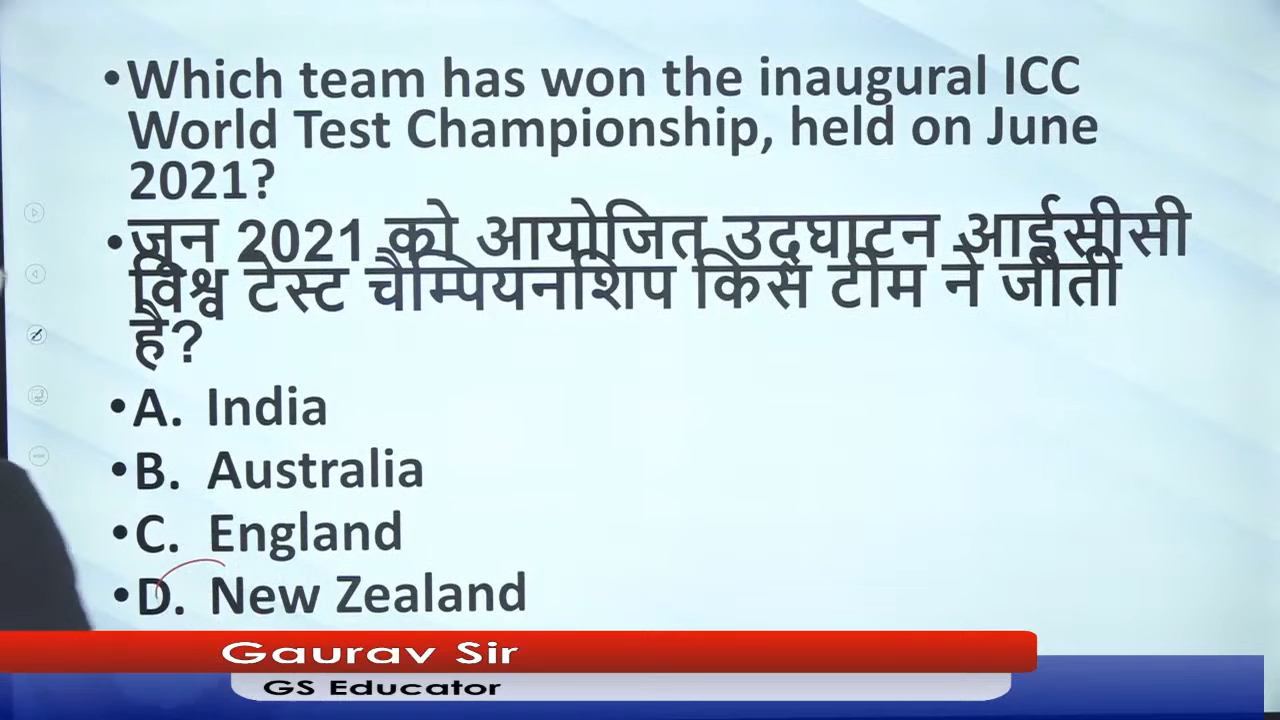 •Which team has won the inaugural ICC
World Test Championship, held on June
2021?
•जून 2021 को आयोजित उद्घाटन आईसीसी
विश्व टेस्ट चैम्पियनशिप किस टीम ने जीती
है?
•A. India
•B. Australia
•C. England
•D. New Zealand
Gaurav Sir
GS Educator